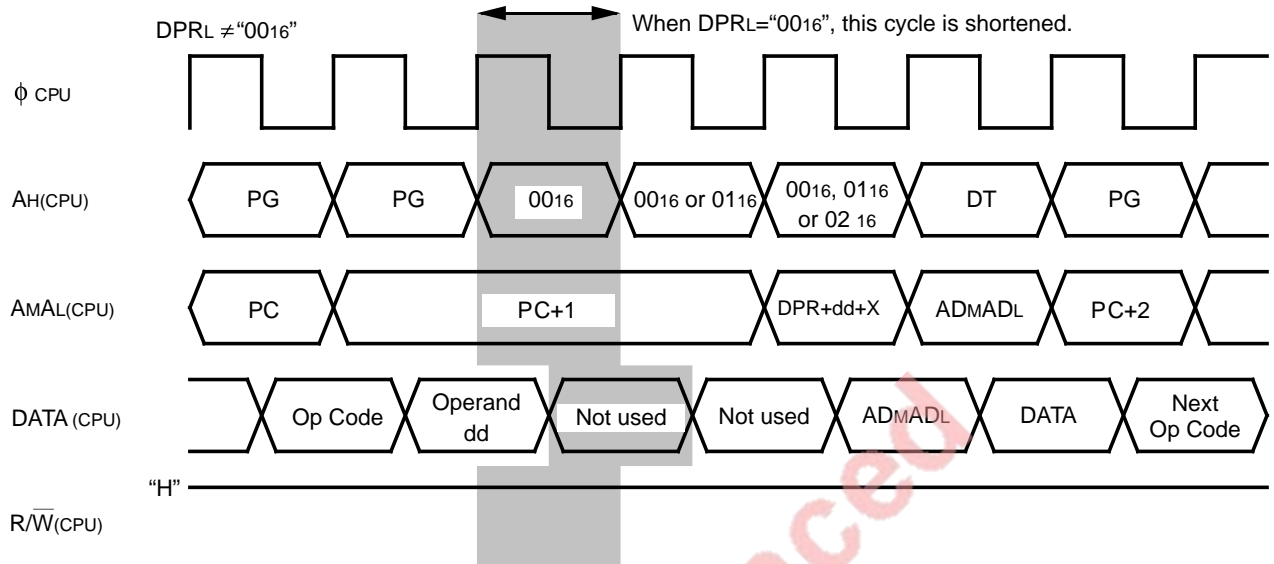 DPRL ≠“0016”
When DPRL=“0016”, this cycle is shortened.
ϕ CPU
AH(CPU)
PG
PG
0016
0016 or 0116
0016, 0116
or 02 16
DT
PG
AMAL(CPU)
PC
PC+1
DPR+dd+X
ADMADL
PC+2
DATA (CPU)
Op Code
Operand
dd
Not used
Not used
ADMADL
DATA
Next
Op Code
“H”
R/W̅(CPU)